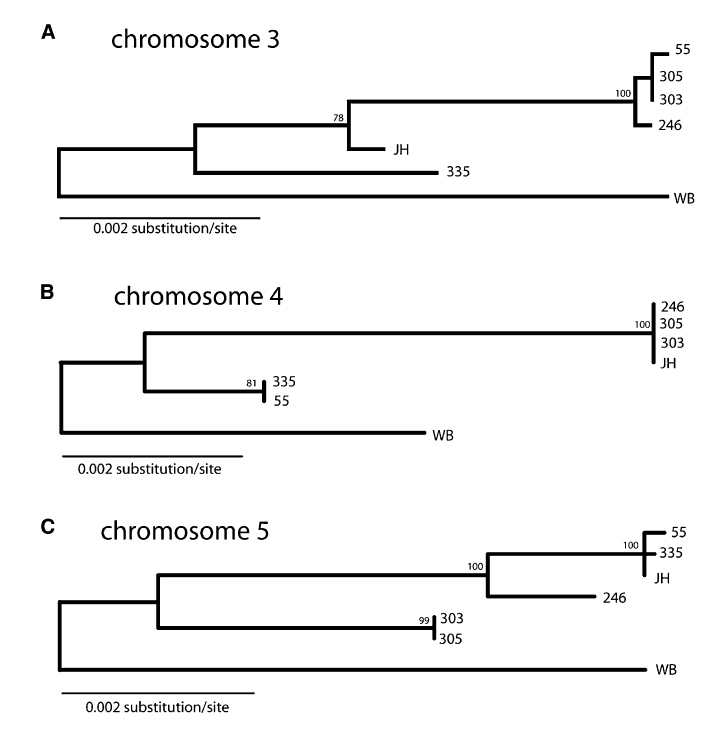 A
chromosome 3
55
305
100
303
246
78
JH
335
WB
0.002 substitution/site
B
chromosome 4
246
305
100
303
JH
81
335
55
WB
0.002 substitution/site
C
chromosome 5
55
100
335
JH
100
246
99
303
305
WB
0.002 substitution/site